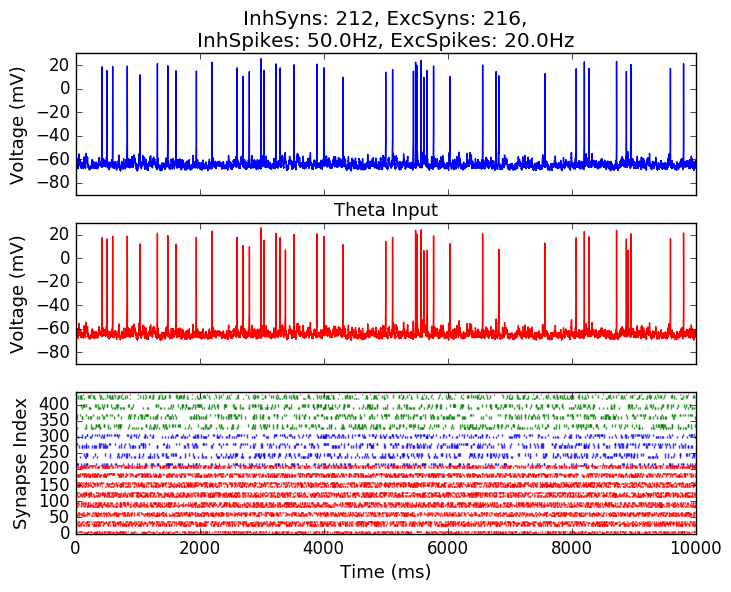 InhSyns: 212, ExcSyns: 216,
InhSpikes: 50.0Hz, ExcSpikes: 20.0Hz
20
0
−20
−40
−60
−80
Voltage (mV)
Theta Input
20
0
−20
−40
−60
−80
Voltage (mV)
400
350
300
250
200
150
100
50
0
Synapse Index
0 2000 4000 6000 8000 10000
Time (ms)